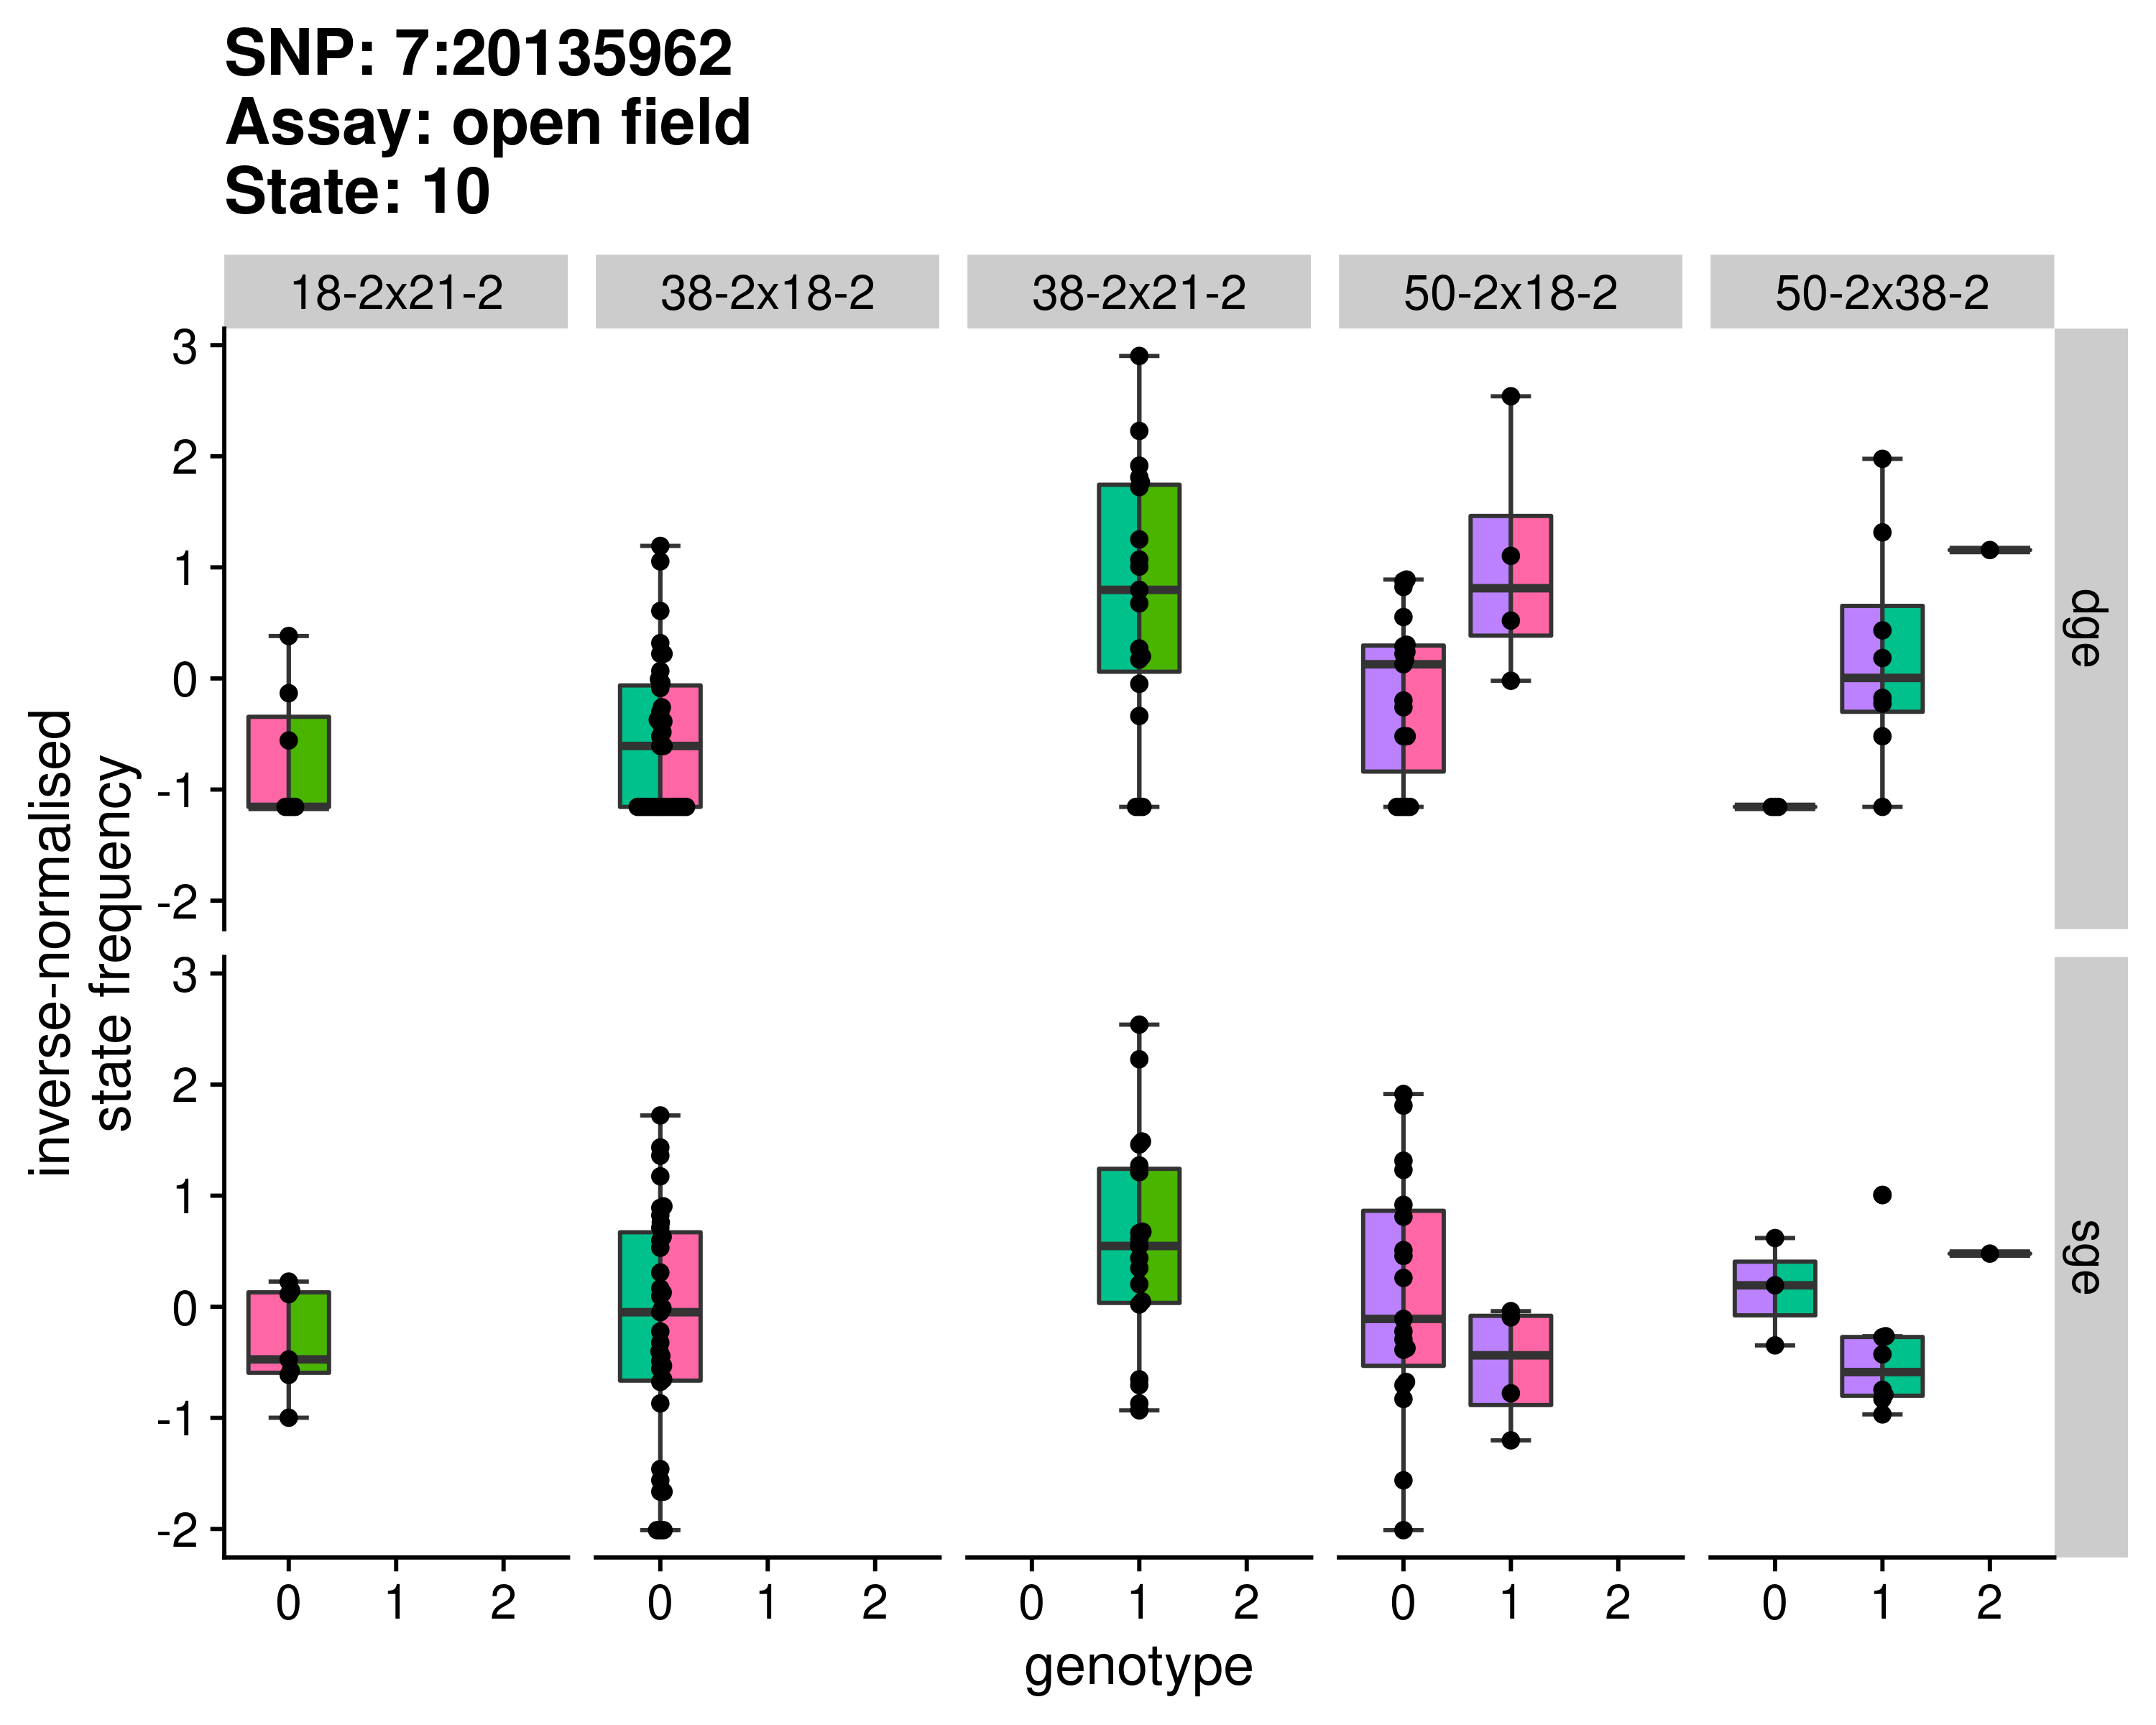 SNP: 7:20135962
Assay: open field
State: 10
18-2x21-2 38-2x18-2 38-2x21-2 50-2x18-2 50-2x38-2
3
2
1
0
-1
-2
dge
3
2
1
0
-1
-2
sge
inverse-normalised
state frequency
0 1 2 0 1 2 0 1 2 0 1 2 0 1 2
genotype